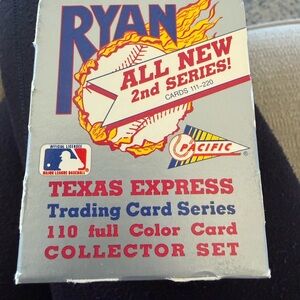 RYAN
ALL NEW
2nd SERIES!
CARDS 111-220
OFFICIAL LICENSEE
MAJOR LEAGUE BASEBALL
PACIFIC
TEXAS EXPRESS
Trading Card Series
110 full Color Card
COLLECTOR SET